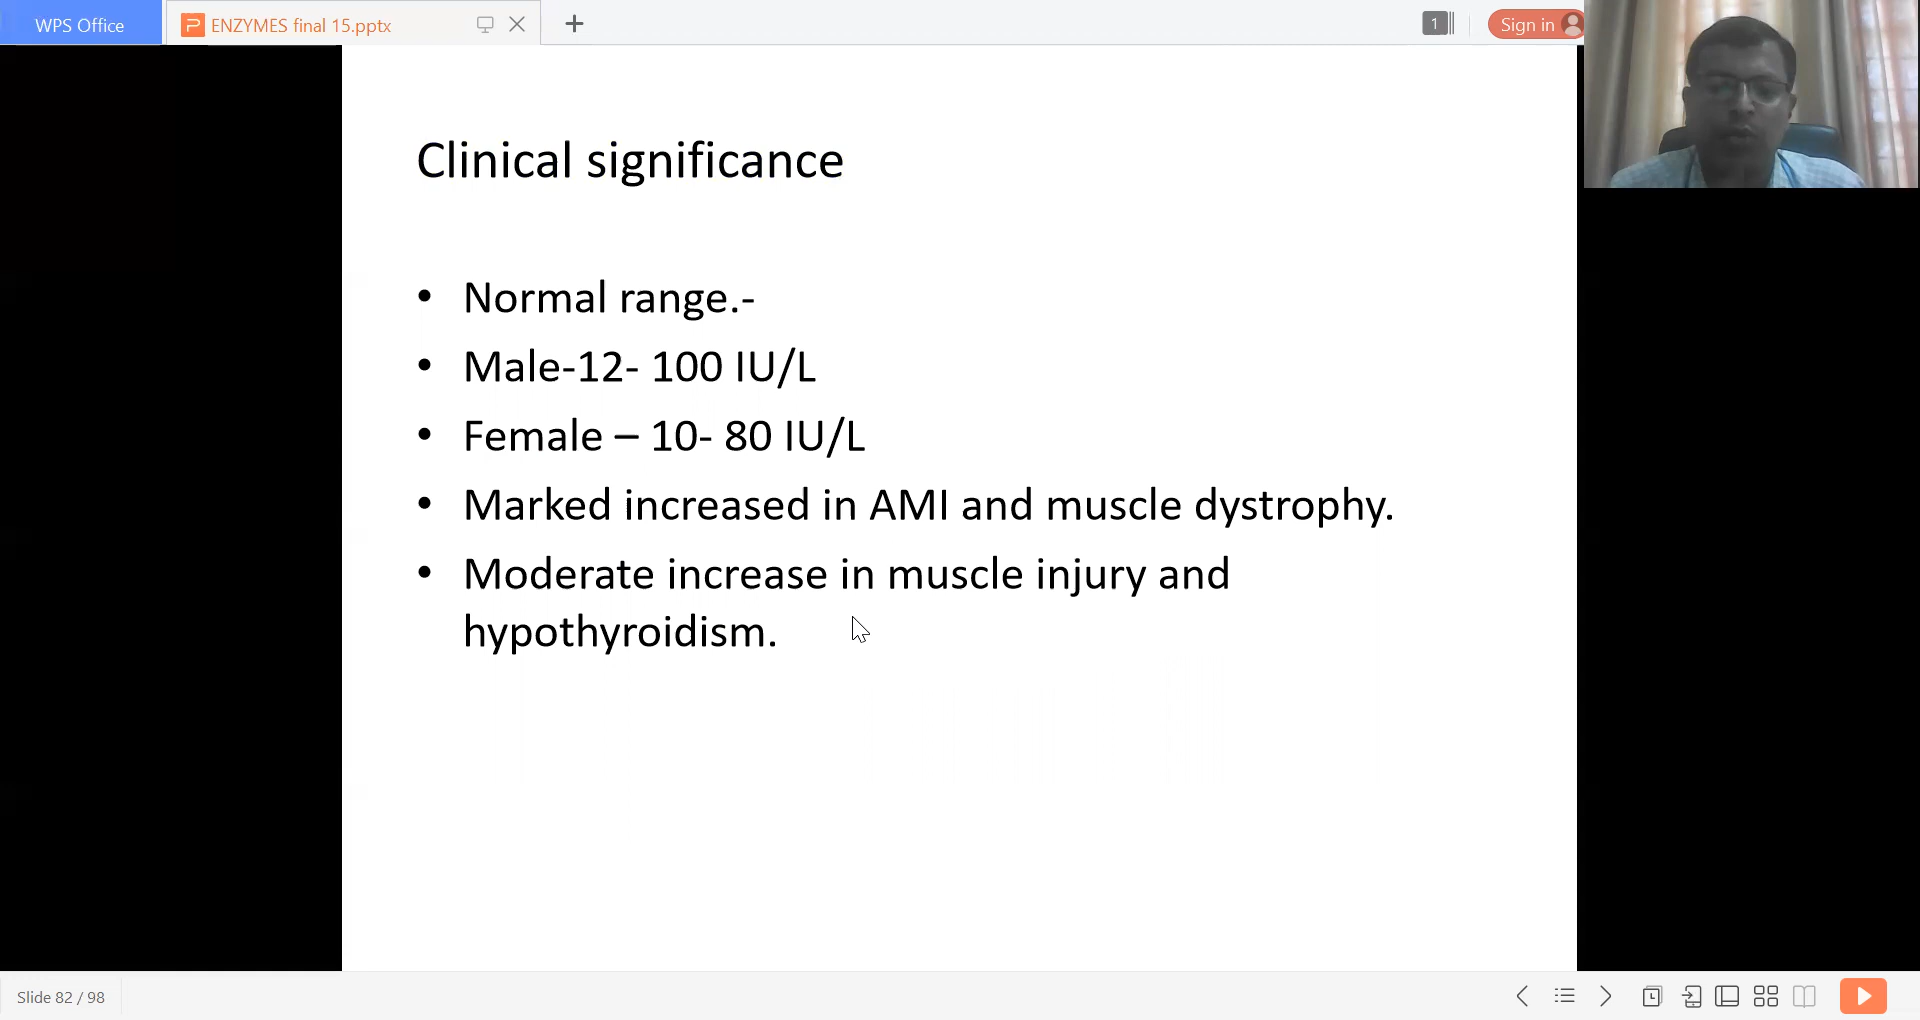 WPS Office
ENZYMES final 15.pptx
1
Sign in
Clinical significance
• Normal range.-
• Male-12- 100 IU/L
• Female – 10- 80 IU/L
• Marked increased in AMI and muscle dystrophy.
• Moderate increase in muscle injury and
hypothyroidism.
Slide 82 / 98